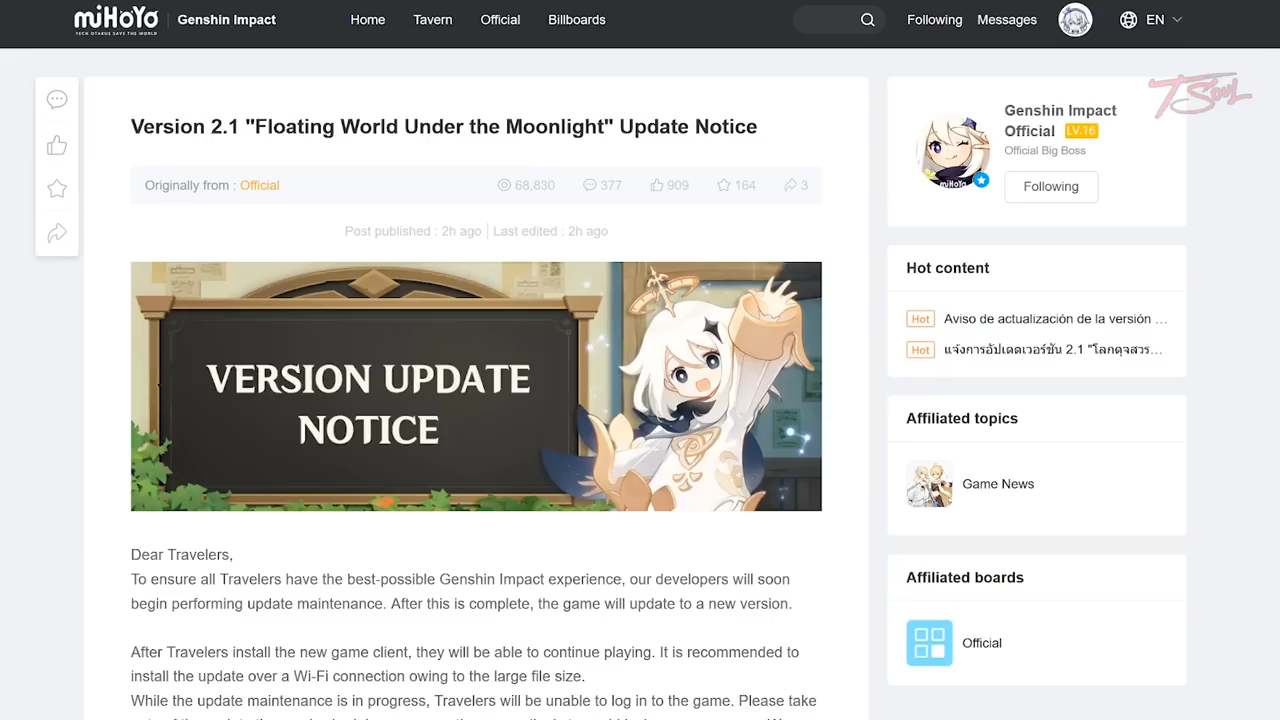 miHoYo
TECH OTAKUS SAVE THE WORLD
Genshin Impact
Home
Tavern
Official
Billboards
Following
Messages
EN
Version 2.1 "Floating World Under the Moonlight" Update Notice
Originally from : Official
68,830
377
909
164
3
Post published : 2h ago
Last edited : 2h ago
VERSION UPDATE
NOTICE
Dear Travelers,
To ensure all Travelers have the best-possible Genshin Impact experience, our developers will soon
begin performing update maintenance. After this is complete, the game will update to a new version.
After Travelers install the new game client, they will be able to continue playing. It is recommended to
install the update over a Wi-Fi connection owing to the large file size.
While the update maintenance is in progress, Travelers will be unable to log in to the game. Please take
TSouL
Genshin Impact
Official LV.16
Official Big Boss
miHoYo
Following
Hot content
Hot Aviso de actualización de la versión ...
Hot แจ้งการอัปเดตเวอร์ชัน 2.1 "โลกดุจสวร...
Affiliated topics
Game News
Affiliated boards
Official